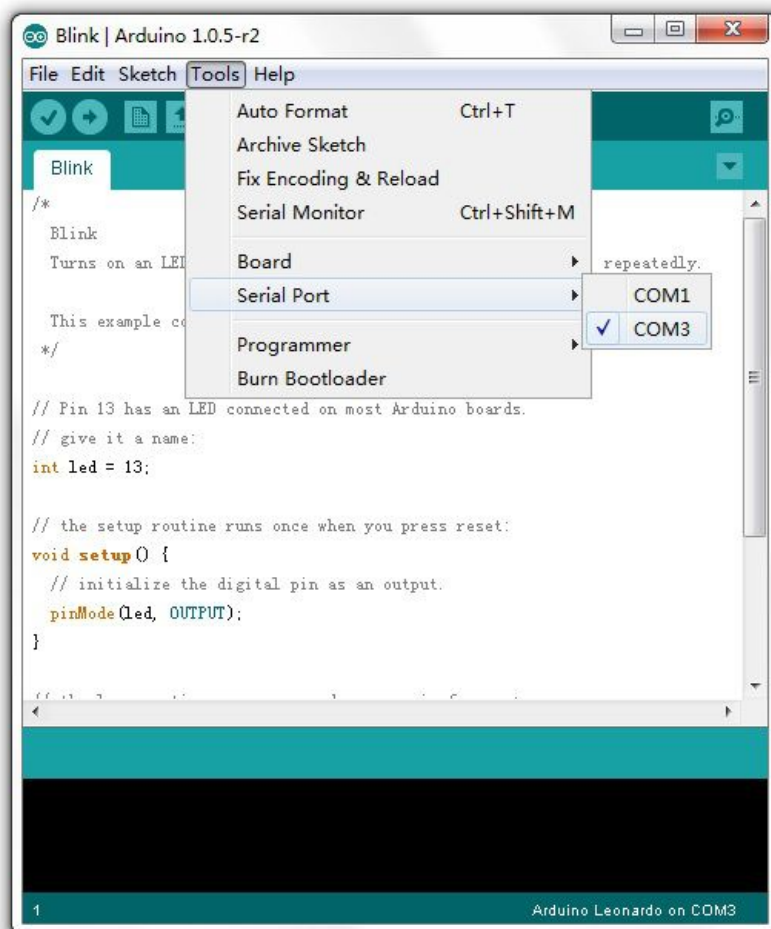 Blink | Arduino 1.0.5-r2
File Edit Sketch Tools Help
Auto Format Ctrl+T
Archive Sketch
Fix Encoding & Reload
Serial Monitor Ctrl+Shift+M
Board
Serial Port
Programmer
Burn Bootloader
COM1
COM3
Blink
/*
Blink
Turns on an LED repeatedly.
This example
*/
// Pin 13 has an LED connected on most Arduino boards.
// give it a name:
int led = 13;
// the setup routine runs once when you press reset:
void setup() {
// initialize the digital pin as an output.
pinMode(led, OUTPUT);
}
1 Arduino Leonardo on COM3